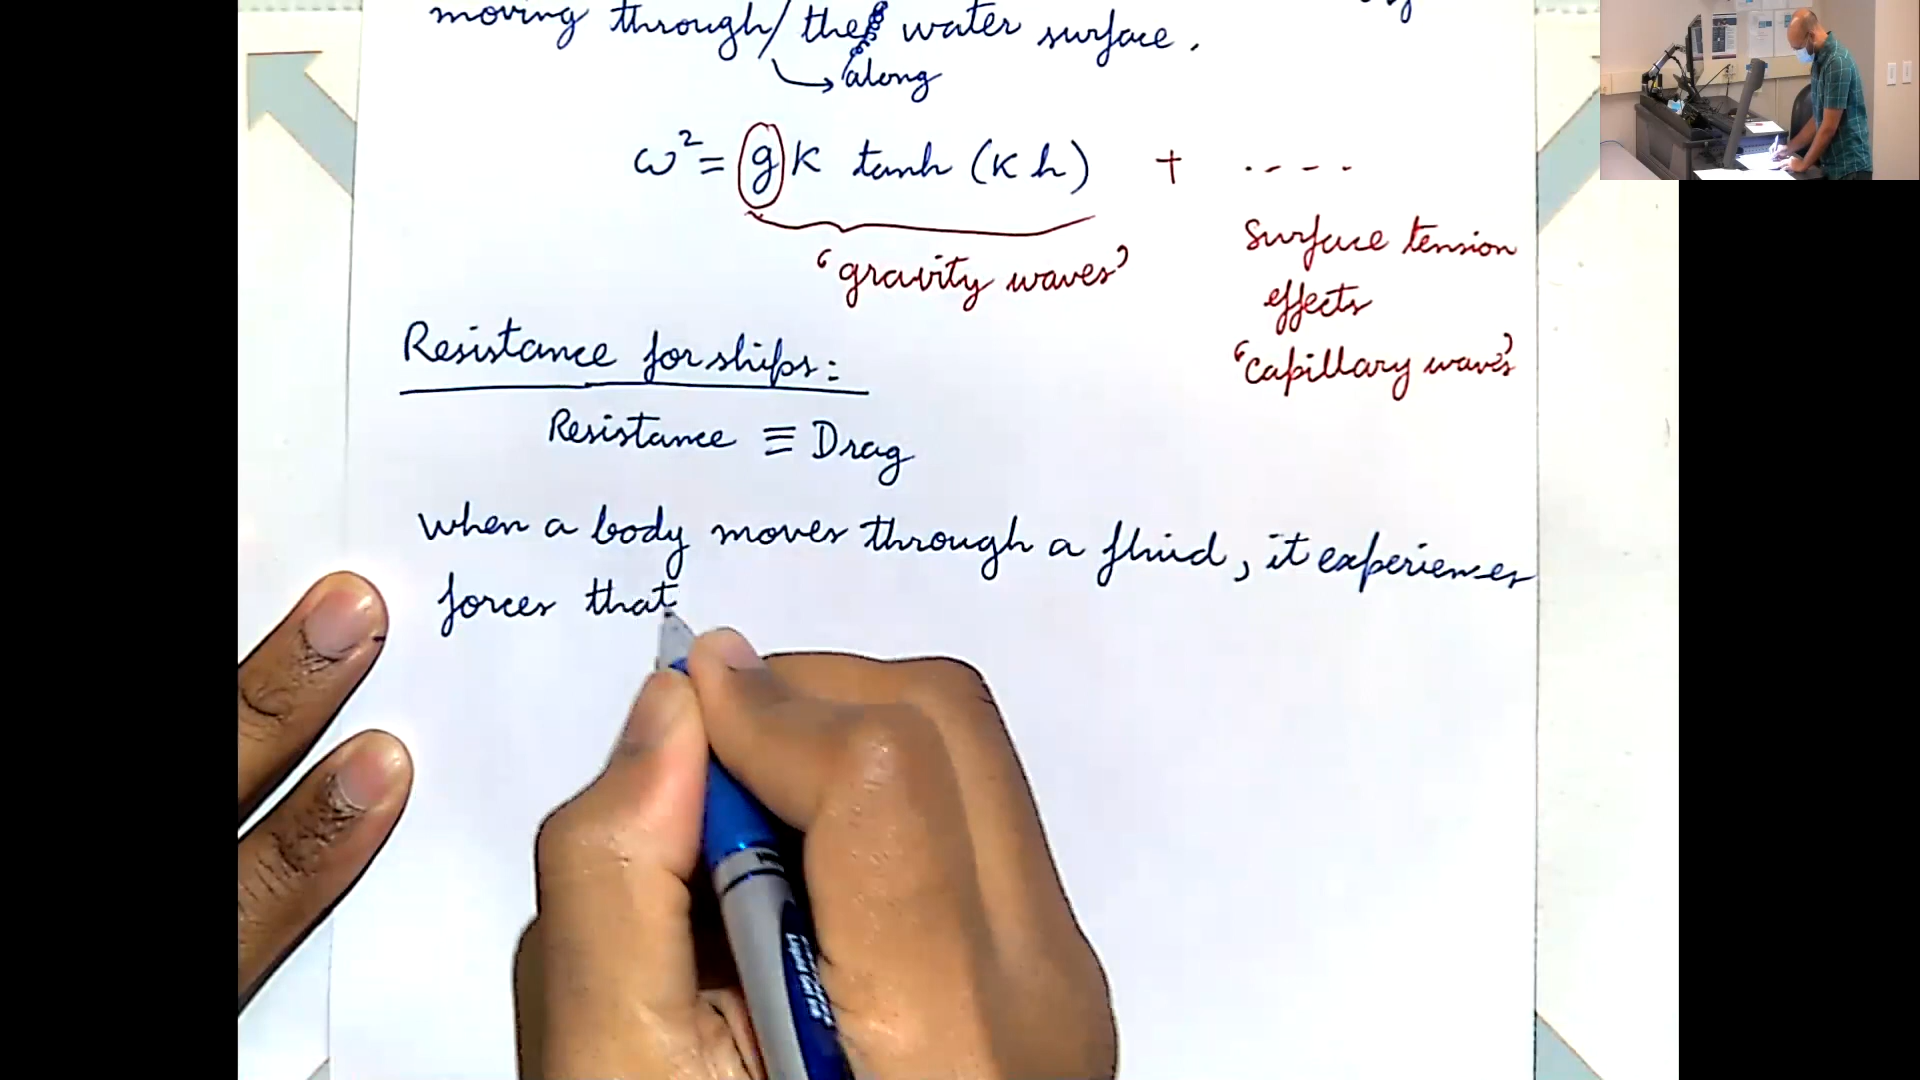 moving through/ the water surface.
along
ω² = g k tanh (k h) + ....
'gravity waves'
surface tension
effects
'capillary waves'
Resistance for ships:
Resistance ≡ Drag
when a body moves through a fluid, it experiences
forces that